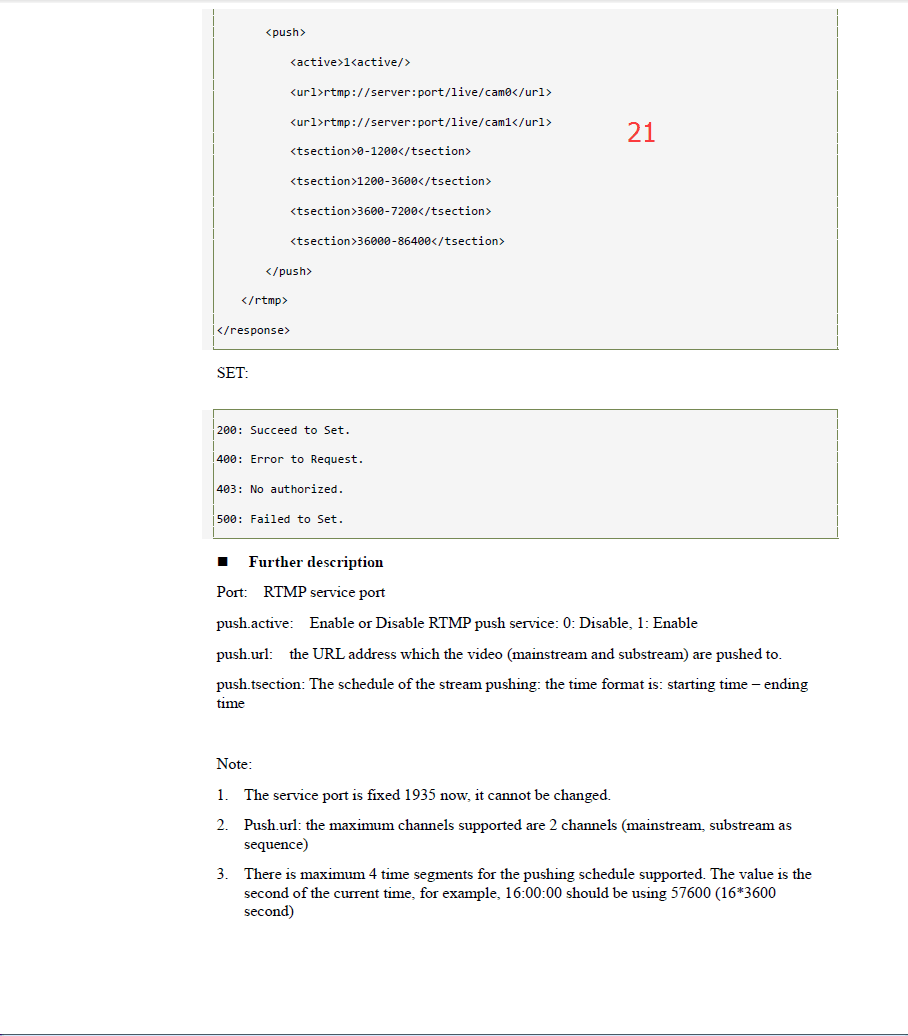 <push>
<active>1<active/>
<url>rtmp://server:port/live/cam0</url>
<url>rtmp://server:port/live/cam1</url>
21
<tsection>0-1200</tsection>
<tsection>1200-3600</tsection>
<tsection>3600-7200</tsection>
<tsection>36000-86400</tsection>
</push>
</rtmp>
</response>
SET:
200: Succeed to Set.
400: Error to Request.
403: No authorized.
500: Failed to Set.
■ Further description
Port: RTMP service port
push.active: Enable or Disable RTMP push service: 0: Disable, 1: Enable
push.url: the URL address which the video (mainstream and substream) are pushed to.
push.tsection: The schedule of the stream pushing: the time format is: starting time – ending
time
Note:
1. The service port is fixed 1935 now, it cannot be changed.
2. Push.url: the maximum channels supported are 2 channels (mainstream, substream as
sequence)
3. There is maximum 4 time segments for the pushing schedule supported. The value is the
second of the current time, for example, 16:00:00 should be using 57600 (16*3600
second)